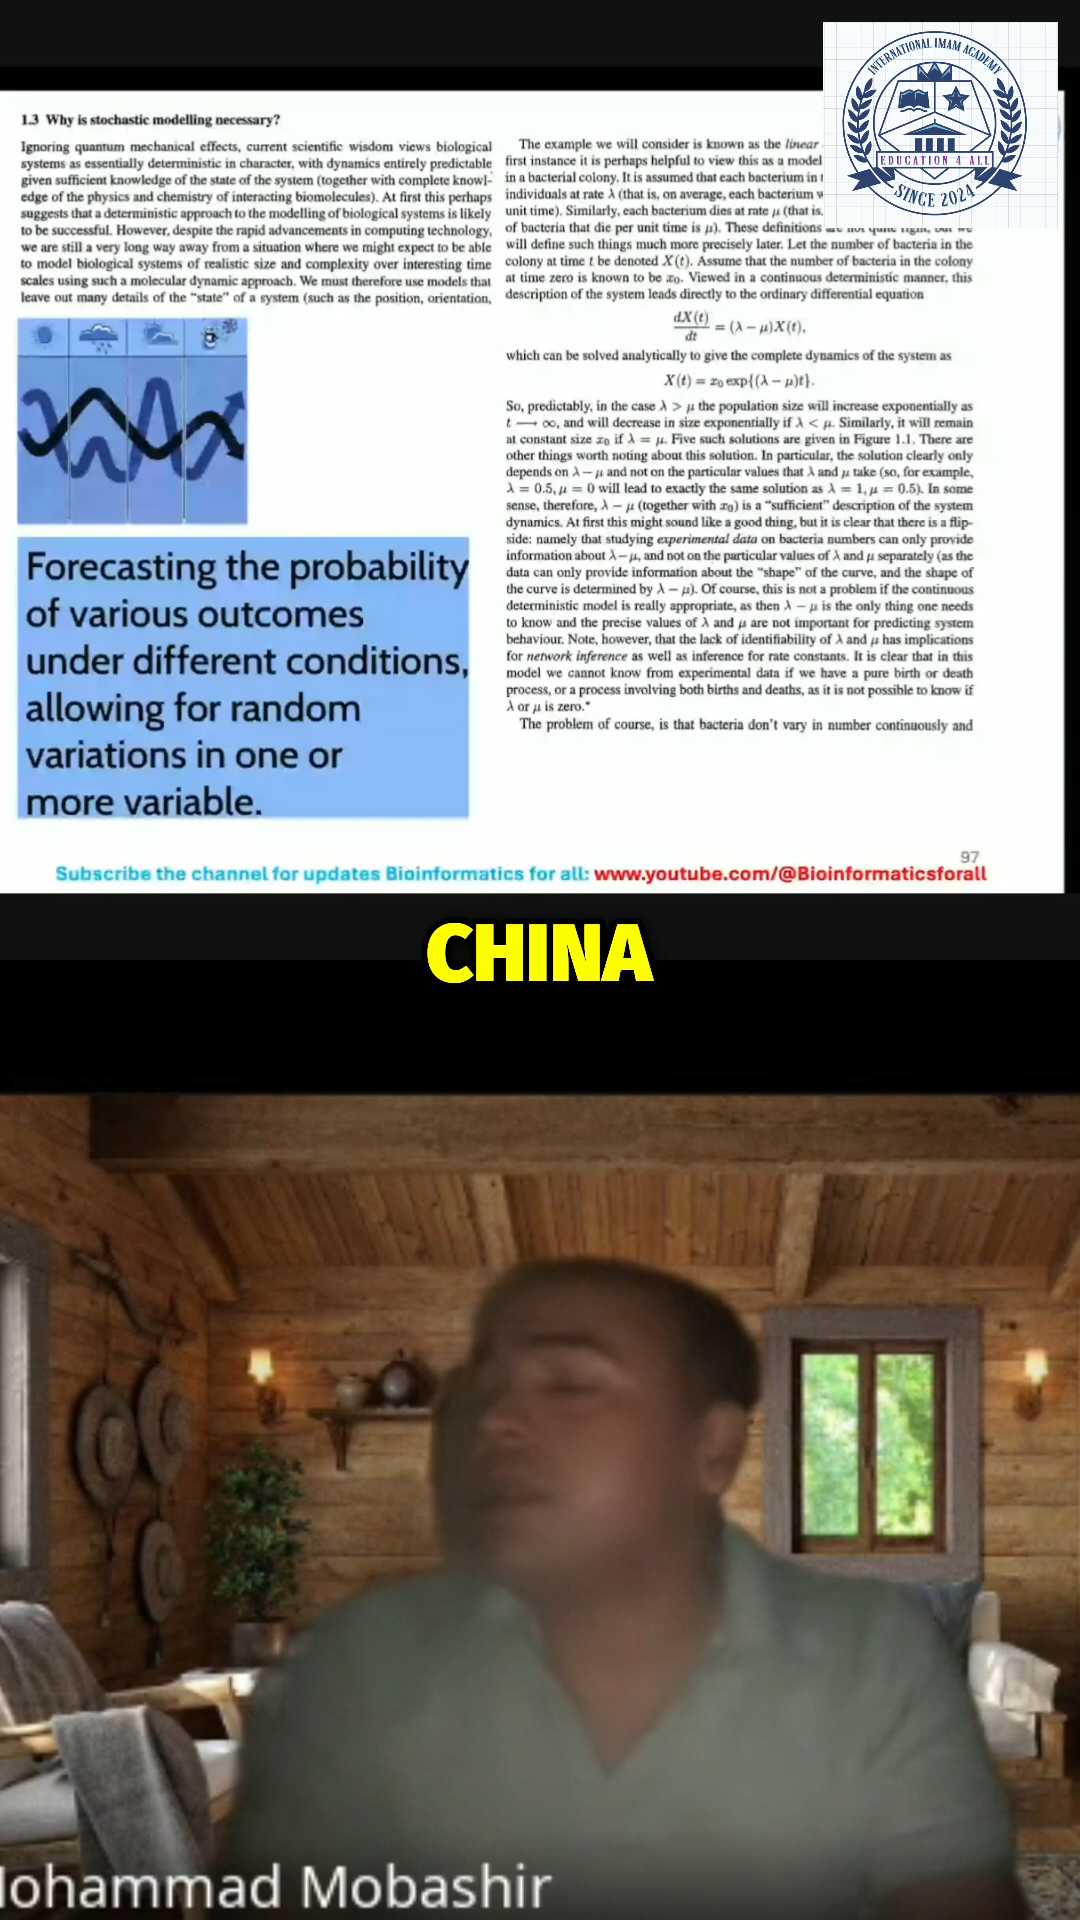 INTERNATIONAL IMAM ACADEMY
EDUCATION 4 ALL
SINCE 2024
1.3 Why is stochastic modelling necessary?
Ignoring quantum mechanical effects, current scientific wisdom views biological
systems as essentially deterministic in character, with dynamics entirely predictable
given sufficient knowledge of the state of the system (together with complete knowl-
edge of the physics and chemistry of interacting biomolecules). At first this perhaps
suggests that a deterministic approach to the modelling of biological systems is likely
to be successful. However, despite the rapid advancements in computing technology,
we are still a very long way away from a situation where we might expect to be able
to model biological systems of realistic size and complexity over interesting time
scales using such a molecular dynamic approach. We must therefore use models that
leave out many details of the "state" of a system (such as the position, orientation,
Forecasting the probability
of various outcomes
under different conditions,
allowing for random
variations in one or
more variable.
The example we will consider is known as the linear
first instance it is perhaps helpful to view this as a model
in a bacterial colony. It is assumed that each bacterium in
individuals at rate λ (that is, on average, each bacterium
unit time). Similarly, each bacterium dies at rate μ (that is,
of bacteria that die per unit time is μ). These definitions are not quite right, but we
will define such things much more precisely later. Let the number of bacteria in the
colony at time t be denoted X(t). Assume that the number of bacteria in the colony
at time zero is known to be x₀. Viewed in a continuous deterministic manner, this
description of the system leads directly to the ordinary differential equation
dX(t)/dt = (λ − μ)X(t),
which can be solved analytically to give the complete dynamics of the system as
X(t) = x₀ exp{(λ − μ)t}.
So, predictably, in the case λ > μ the population size will increase exponentially as
t ⟶ ∞, and will decrease in size exponentially if λ < μ. Similarly, it will remain
at constant size x₀ if λ = μ. Five such solutions are given in Figure 1.1. There are
other things worth noting about this solution. In particular, the solution clearly only
depends on λ − μ and not on the particular values that λ and μ take (so, for example,
λ = 0.5, μ = 0 will lead to exactly the same solution as λ = 1, μ = 0.5). In some
sense, therefore, λ − μ (together with x₀) is a "sufficient" description of the system
dynamics. At first this might sound like a good thing, but it is clear that there is a flip-
side: namely that studying experimental data on bacteria numbers can only provide
information about λ−μ, and not on the particular values of λ and μ separately (as the
data can only provide information about the "shape" of the curve, and the shape of
the curve is determined by λ − μ). Of course, this is not a problem if the continuous
deterministic model is really appropriate, as then λ − μ is the only thing one needs
to know and the precise values of λ and μ are not important for predicting system
behaviour. Note, however, that the lack of identifiability of λ and μ has implications
for network inference as well as inference for rate constants. It is clear that in this
model we cannot know from experimental data if we have a pure birth or death
process, or a process involving both births and deaths, as it is not possible to know if
λ or μ is zero.*
The problem of course, is that bacteria don't vary in number continuously and
97
Subscribe the channel for updates Bioinformatics for all: www.youtube.com/@Bioinformaticsforall
CHINA
ohammad Mobashir